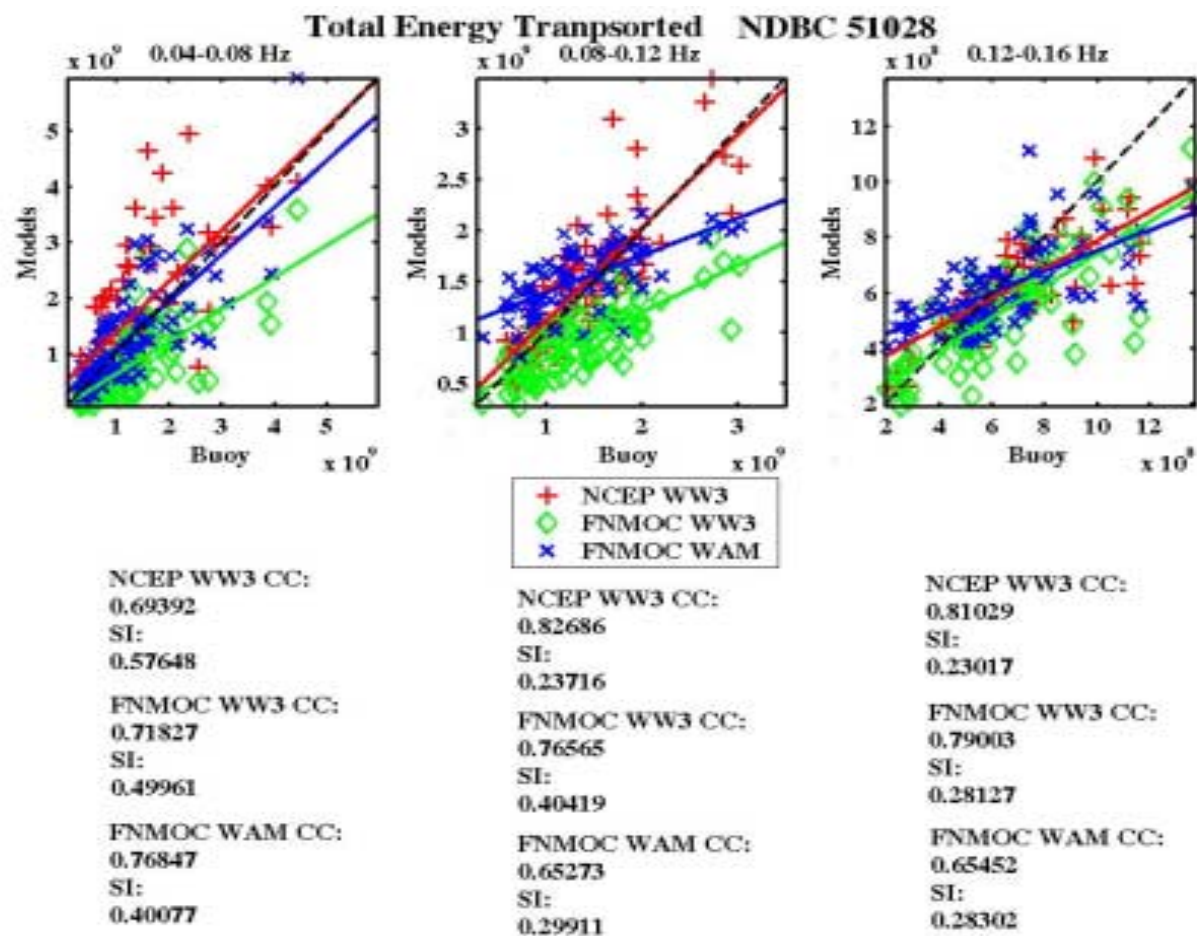 Total Energy Tranpsorted NDBC 51028
x 10^9 0.04-0.08 Hz
5
4
3
2
1
Models
1 2 3 4 5
Buoy x 10^9
x 10^9 0.08-0.12 Hz
3
2.5
2
1.5
1
0.5
Models
1 2 3
Buoy x 10^9
x 10^8 0.12-0.16 Hz
12
10
8
6
4
2
Models
2 4 6 8 10 12
Buoy x 10^8
NCEP WW3
FNMOC WW3
FNMOC WAM
NCEP WW3 CC:
0.69392
SI:
0.57648
FNMOC WW3 CC:
0.71827
SI:
0.49961
FNMOC WAM CC:
0.76847
SI:
0.40077
NCEP WW3 CC:
0.82686
SI:
0.23716
FNMOC WW3 CC:
0.76565
SI:
0.40419
FNMOC WAM CC:
0.65273
SI:
0.29911
NCEP WW3 CC:
0.81029
SI:
0.23017
FNMOC WW3 CC:
0.79003
SI:
0.28127
FNMOC WAM CC:
0.65452
SI:
0.28302